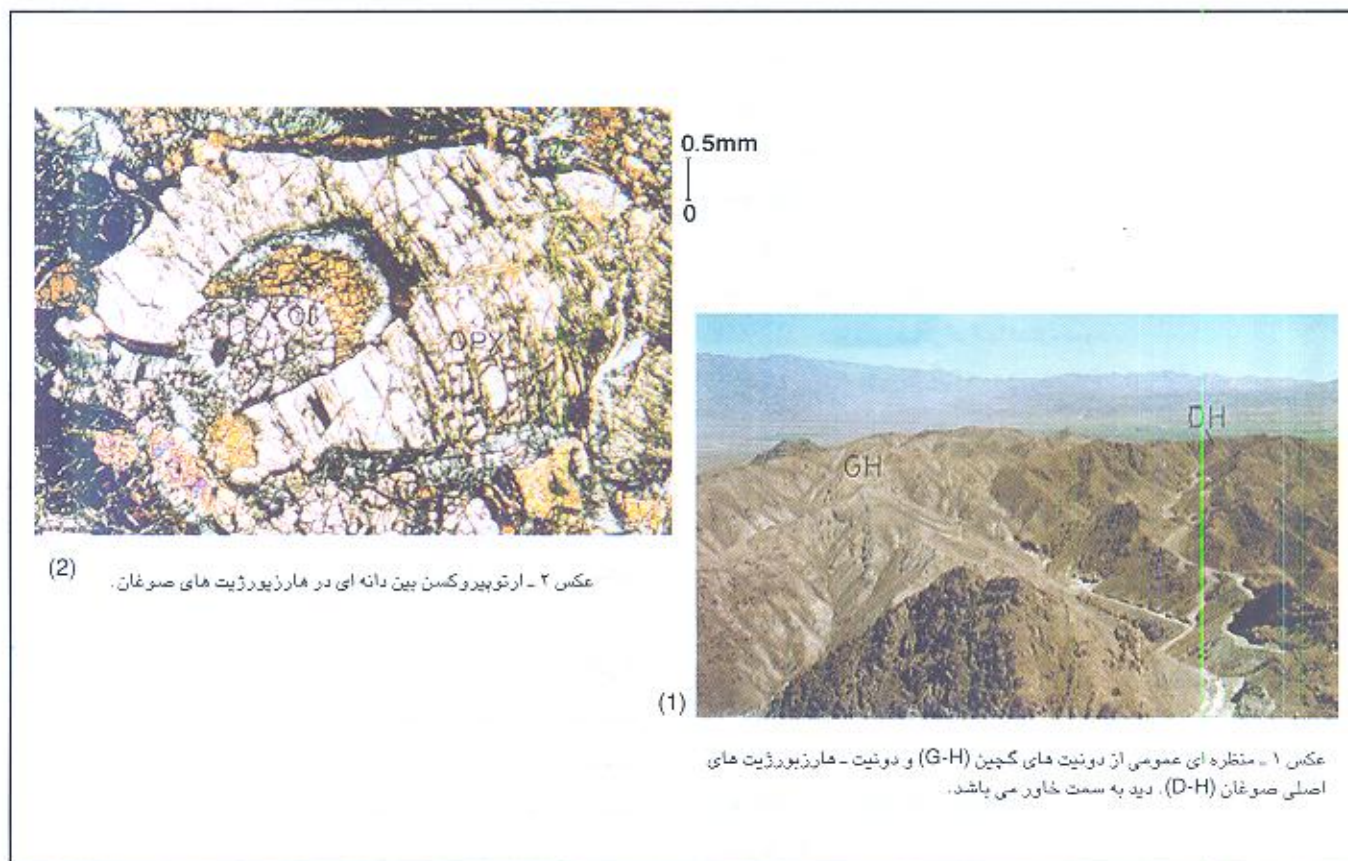 0.5mm
0
OL
OPX
(2)
عکس ۲ ـ ارتوپیروکسن بین دانه ای در هارزبورژیت های صوغان.
DH
GH
(1)
عکس ۱ ـ منظره ای عمومی از دونیت های گچین (G-H) و دونیت ـ هارزبورژیت های
اصلی صوغان (D-H). دید به سمت خاور می باشد.